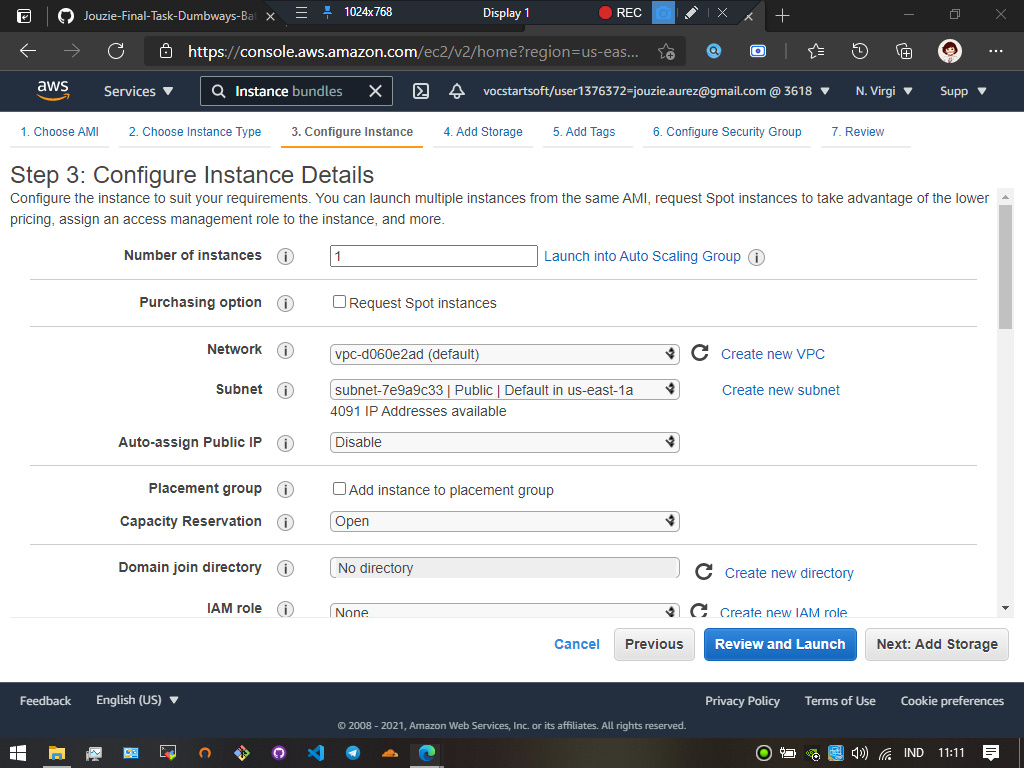 Jouzie-Final-Task-Dumbways-Bat
1024x768
Display 1
REC
https://console.aws.amazon.com/ec2/v2/home?region=us-eas...
aws
Services
Instance bundles
vocstartsoft/user1376372=jouzie.aurez@gmail.com @ 3618
N. Virgi
Supp
1. Choose AMI
2. Choose Instance Type
3. Configure Instance
4. Add Storage
5. Add Tags
6. Configure Security Group
7. Review
Step 3: Configure Instance Details
Configure the instance to suit your requirements. You can launch multiple instances from the same AMI, request Spot instances to take advantage of the lower
pricing, assign an access management role to the instance, and more.
Number of instances
1
Launch into Auto Scaling Group
Purchasing option
Request Spot instances
Network
vpc-d060e2ad (default)
Create new VPC
Subnet
subnet-7e9a9c33 | Public | Default in us-east-1a
Create new subnet
4091 IP Addresses available
Auto-assign Public IP
Disable
Placement group
Add instance to placement group
Capacity Reservation
Open
Domain join directory
No directory
Create new directory
IAM role
None
Create new IAM role
Cancel
Previous
Review and Launch
Next: Add Storage
Feedback
English (US)
Privacy Policy
Terms of Use
Cookie preferences
© 2008 - 2021, Amazon Web Services, Inc. or its affiliates. All rights reserved.
IND
11:11